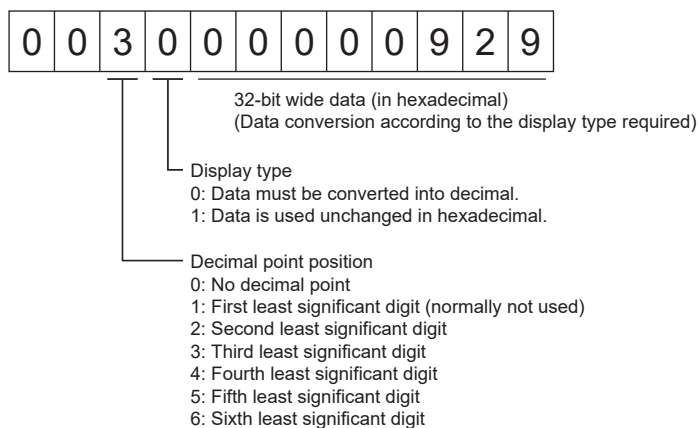 0 0 3 0 0 0 0 0 0 9 2 9
32-bit wide data (in hexadecimal)
(Data conversion according to the display type required)
Display type
0: Data must be converted into decimal.
1: Data is used unchanged in hexadecimal.
Decimal point position
0: No decimal point
1: First least significant digit (normally not used)
2: Second least significant digit
3: Third least significant digit
4: Fourth least significant digit
5: Fifth least significant digit
6: Sixth least significant digit